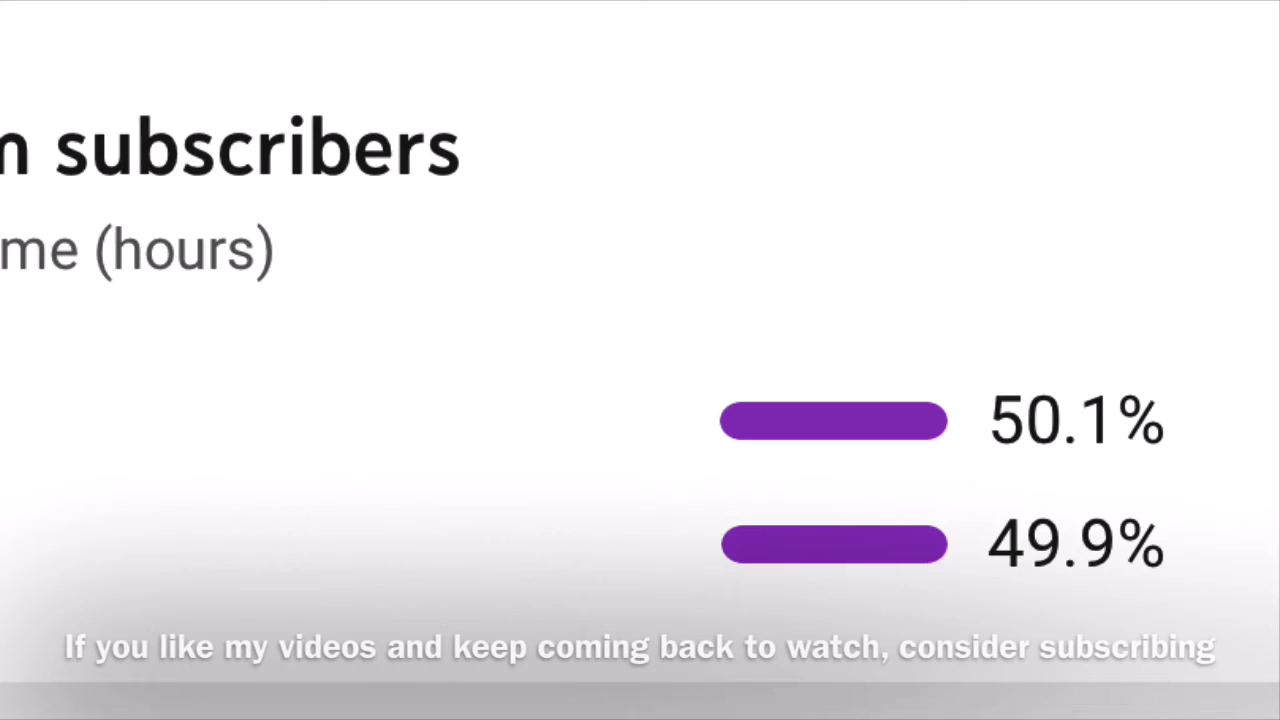 subscribers
(hours)
50.1%
49.9%
If you like my videos and keep coming back to watch, consider subscribing